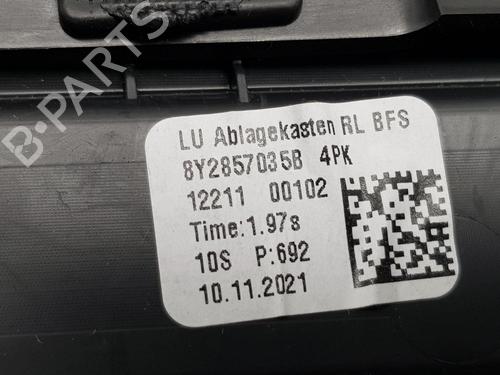 LU Ablagekasten RL BFS
8Y2857035B 4PK
12211 00102
Time:1.97s
10S P:692
10.11.2021
B-PARTS